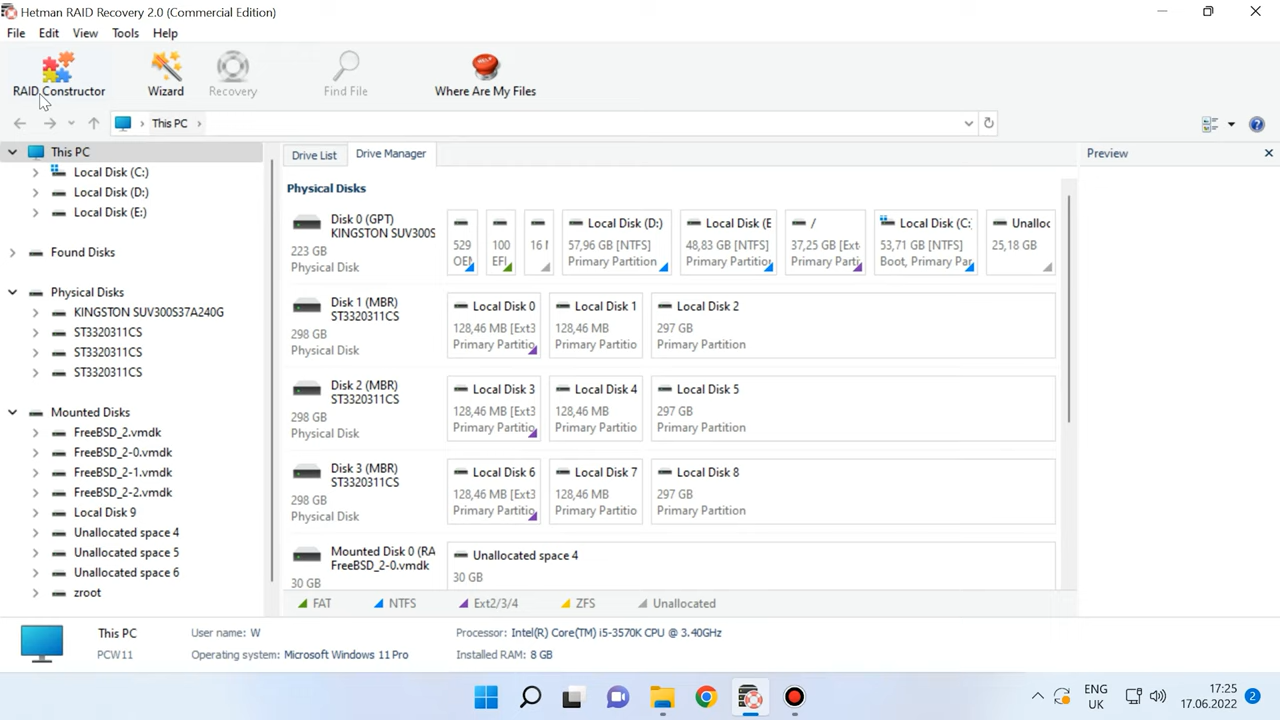 Hetman RAID Recovery 2.0 (Commercial Edition)
File Edit View Tools Help
RAID Constructor Wizard Recovery Find File Where Are My Files
This PC
This PC
Local Disk (C:)
Local Disk (D:)
Local Disk (E:)
Found Disks
Physical Disks
KINGSTON SUV300S37A240G
ST3320311CS
ST3320311CS
ST3320311CS
Mounted Disks
FreeBSD_2.vmdk
FreeBSD_2-0.vmdk
FreeBSD_2-1.vmdk
FreeBSD_2-2.vmdk
Local Disk 9
Unallocated space 4
Unallocated space 5
Unallocated space 6
zroot
Drive List Drive Manager
Physical Disks
Disk 0 (GPT)
KINGSTON SUV300S
223 GB
Physical Disk
529
OEM
100
EFI
16 M
Local Disk (D:)
57,96 GB [NTFS]
Primary Partition
Local Disk (E
48,83 GB [NTFS]
Primary Partition
/
37,25 GB [Ext
Primary Parti
Local Disk (C:
53,71 GB [NTFS]
Boot, Primary Par
Unalloc
25,18 GB
Disk 1 (MBR)
ST3320311CS
298 GB
Physical Disk
Local Disk 0
128,46 MB [Ext3
Primary Partitio
Local Disk 1
128,46 MB
Primary Partition
Local Disk 2
297 GB
Primary Partition
Disk 2 (MBR)
ST3320311CS
298 GB
Physical Disk
Local Disk 3
128,46 MB [Ext3
Primary Partitio
Local Disk 4
128,46 MB
Primary Partition
Local Disk 5
297 GB
Primary Partition
Disk 3 (MBR)
ST3320311CS
298 GB
Physical Disk
Local Disk 6
128,46 MB [Ext3
Primary Partitio
Local Disk 7
128,46 MB
Primary Partition
Local Disk 8
297 GB
Primary Partition
Mounted Disk 0 (RA
FreeBSD_2-0.vmdk
30 GB
Unallocated space 4
30 GB
FAT NTFS Ext2/3/4 ZFS Unallocated
Preview
This PC
PCW11
User name: W
Operating system: Microsoft Windows 11 Pro
Processor: Intel(R) Core(TM) i5-3570K CPU @ 3.40GHz
Installed RAM: 8 GB
ENG
UK
17:25
17.06.2022
2